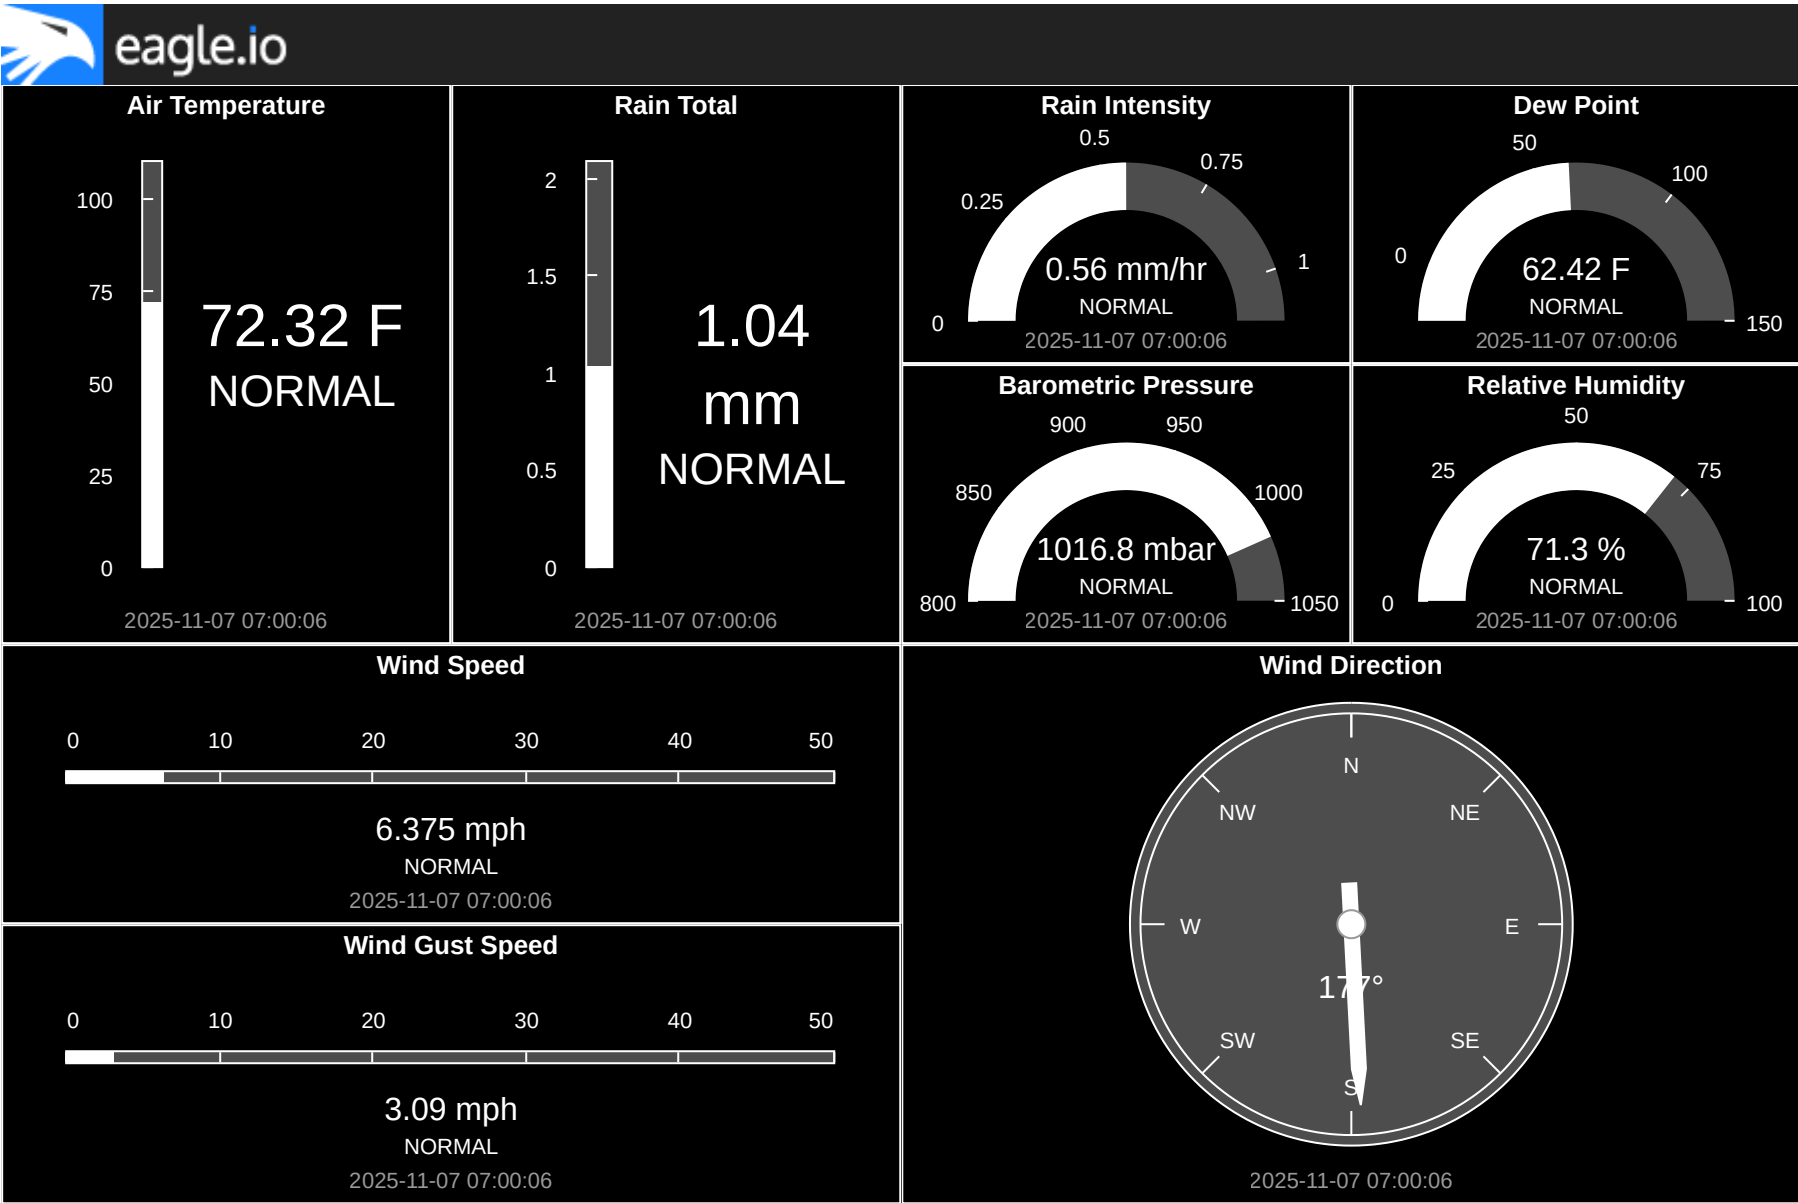 eagle.io
Air Temperature
100
75
50
25
0
72.32 F
NORMAL
2025-11-07 07:00:06
Rain Total
2
1.5
1
0.5
0
1.04
mm
NORMAL
2025-11-07 07:00:06
Rain Intensity
0
0.25
0.5
0.75
1
0.56 mm/hr
NORMAL
2025-11-07 07:00:06
Dew Point
0
50
100
150
62.42 F
NORMAL
2025-11-07 07:00:06
Barometric Pressure
800
850
900
950
1000
1050
1016.8 mbar
NORMAL
2025-11-07 07:00:06
Relative Humidity
0
25
50
75
100
71.3 %
NORMAL
2025-11-07 07:00:06
Wind Speed
0 10 20 30 40 50
6.375 mph
NORMAL
2025-11-07 07:00:06
Wind Gust Speed
0 10 20 30 40 50
3.09 mph
NORMAL
2025-11-07 07:00:06
Wind Direction
N
NW NE
W E
177°
SW SE
S
2025-11-07 07:00:06